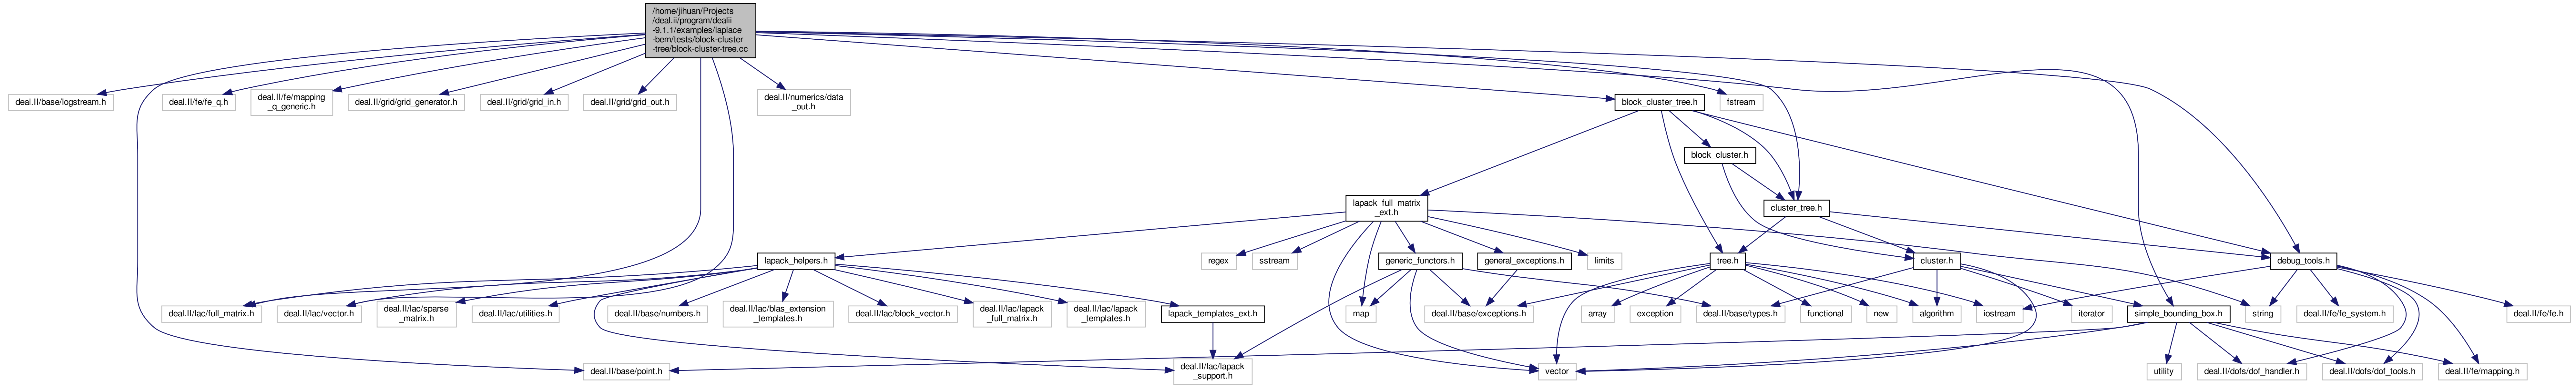 /home/jihuan/Projects
/deal.ii/program/dealii
-9.1.1/examples/laplace
-bem/tests/block-cluster
-tree/block-cluster-tree.cc
deal.II/base/logstream.h
deal.II/fe/fe_q.h
deal.II/fe/mapping
_q_generic.h
deal.II/grid/grid_generator.h
deal.II/grid/grid_in.h
deal.II/grid/grid_out.h
deal.II/numerics/data
_out.h
block_cluster_tree.h
fstream
block_cluster.h
lapack_full_matrix
_ext.h
cluster_tree.h
lapack_helpers.h
regex
sstream
generic_functors.h
general_exceptions.h
limits
tree.h
cluster.h
debug_tools.h
deal.II/lac/full_matrix.h
deal.II/lac/vector.h
deal.II/lac/sparse
_matrix.h
deal.II/lac/utilities.h
deal.II/base/numbers.h
deal.II/lac/blas_extension
_templates.h
deal.II/lac/block_vector.h
deal.II/lac/lapack
_full_matrix.h
deal.II/lac/lapack
_templates.h
lapack_templates_ext.h
map
deal.II/base/exceptions.h
array
exception
deal.II/base/types.h
functional
new
algorithm
iostream
iterator
simple_bounding_box.h
string
deal.II/fe/fe_system.h
deal.II/fe/fe.h
deal.II/base/point.h
deal.II/lac/lapack
_support.h
vector
utility
deal.II/dofs/dof_handler.h
deal.II/dofs/dof_tools.h
deal.II/fe/mapping.h